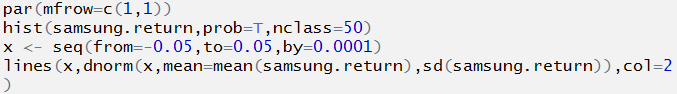 par(mfrow=c(1,1))
hist(samsung.return,prob=T,nclass=50)
x <- seq(from=-0.05,to=0.05,by=0.0001)
lines(x,dnorm(x,mean=mean(samsung.return),sd(samsung.return)),col=2
)